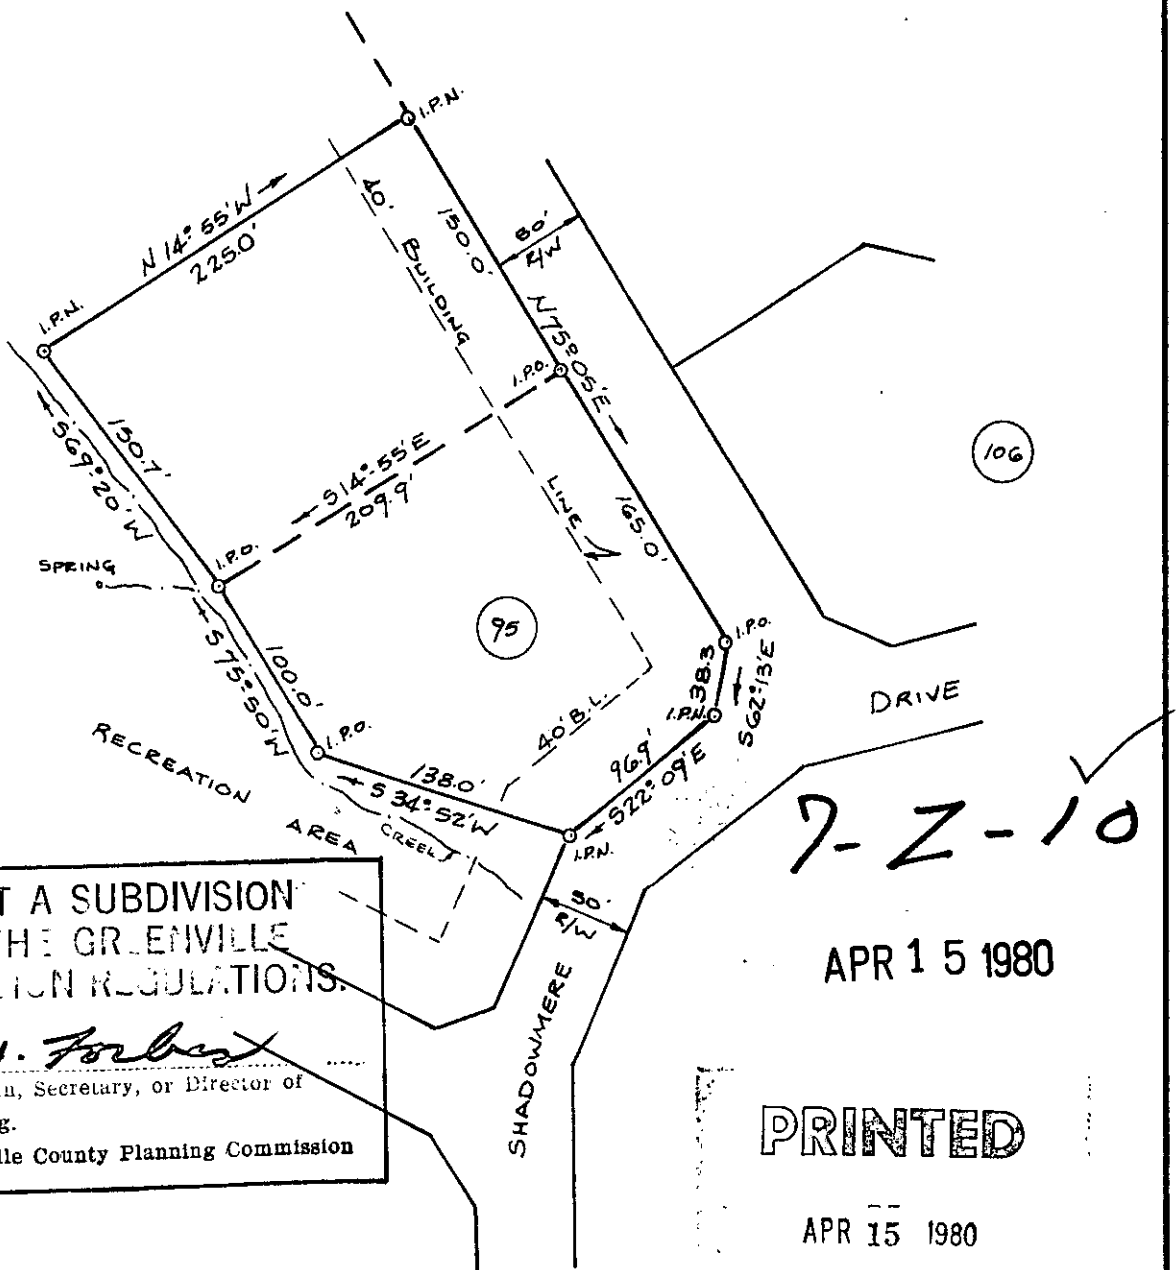 I.P.N.
N 14° 55' W
225.0'
I.P.N.
40'
BUILDING
LINE
150.0'
80'
R/W
N 75° 05' E
I.P.O.
150.7'
S 69° 20' W
S 14° 55' E
209.9'
165.0'
106
SPRING
I.P.O.
95
100.0'
S 75° 50' W
I.P.O.
38.3
S 62° 13' E
I.P.N.
DRIVE
40' B.L.
96.9'
S 22° 09' E
RECREATION
AREA
I.P.O.
138.0'
S 34° 52' W
CREEK
I.P.N.
50'
R/W
SHADOWMERE
7-Z-10
APR 15 1980
T A SUBDIVISION
THE GREENVILLE
TION REGULATIONS.
Forbes
n, Secretary, or Director of
g.
lle County Planning Commission
PRINTED
APR 15 1980